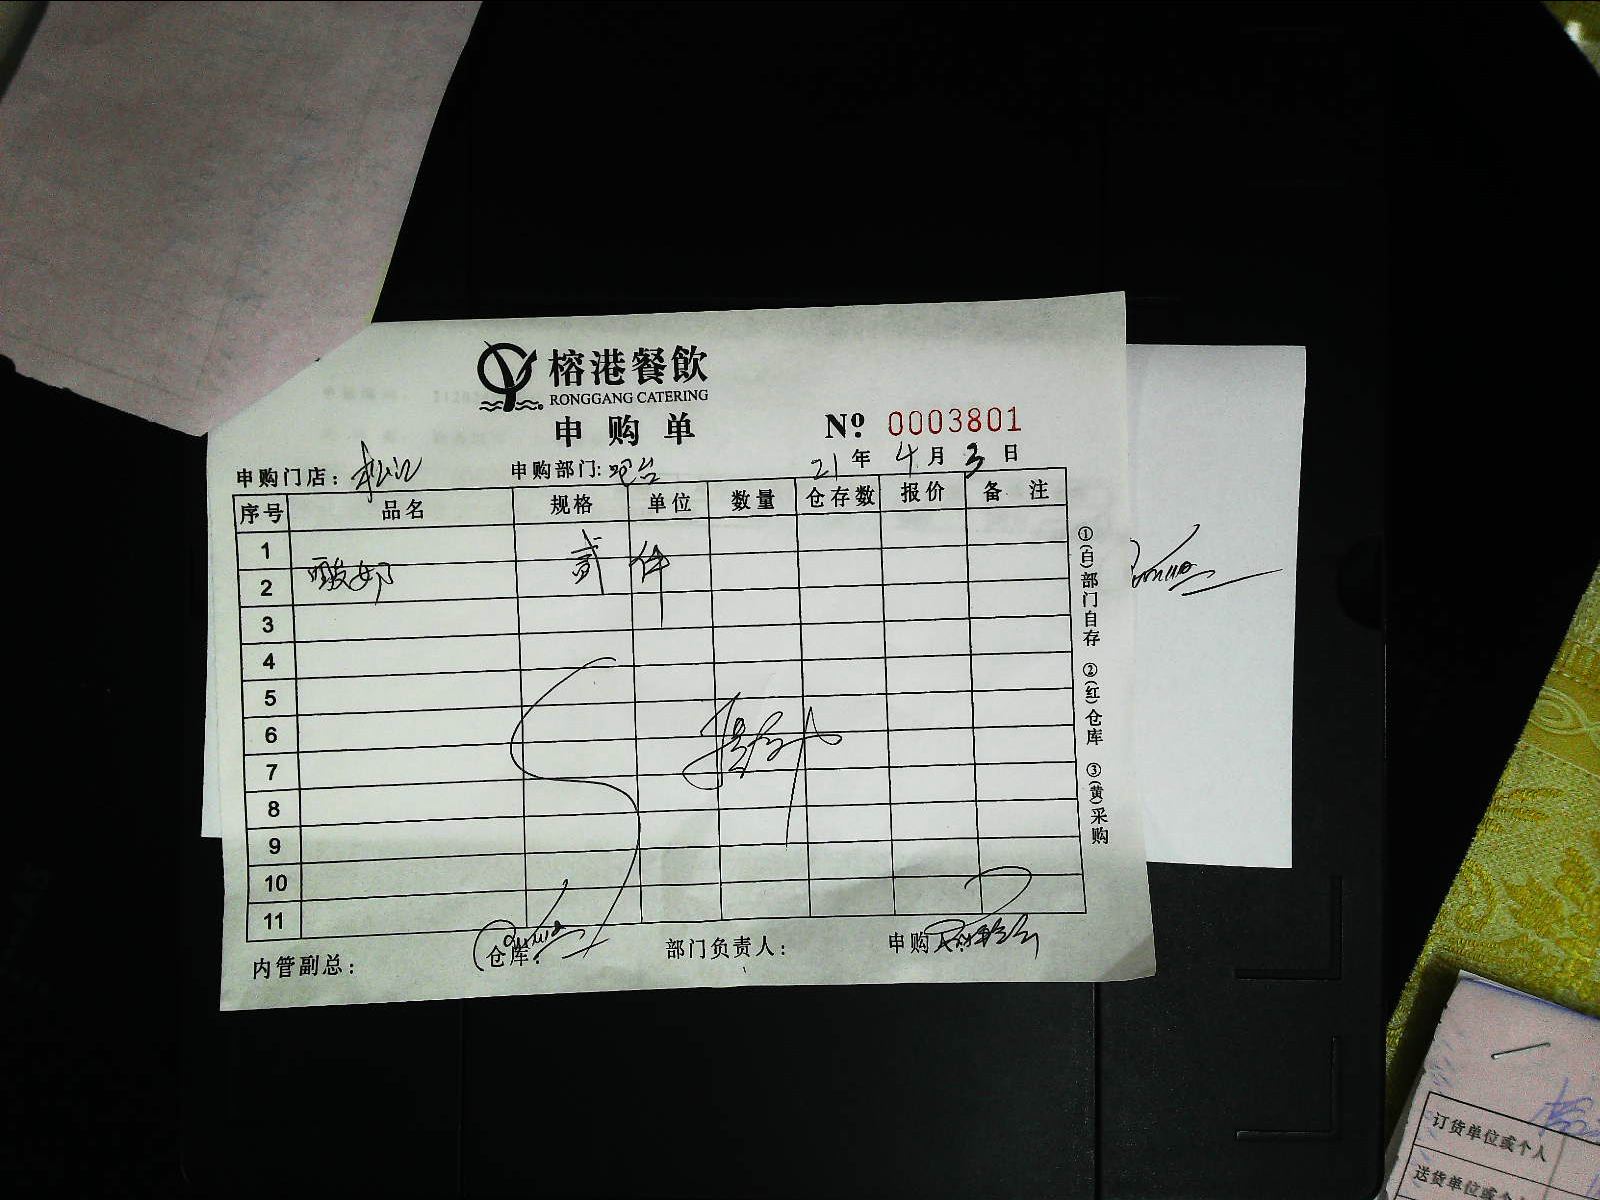 榕港餐飲
RONGGANG CATERING
申购单
Nº: 0003801
申购门店: 松江 申购部门: 吧台 21年4月3日
序号 品名 规格 单位 数量 仓存数 报价 备注
1
2 酸奶 贰 件
3
4
5
6
7
8
9
10
11
内管副总: 仓库: 部门负责人: 申购人:
①(白)部门自存 ②(红)仓库 ③(黄)采购
订货单位或个人
送货单位或个